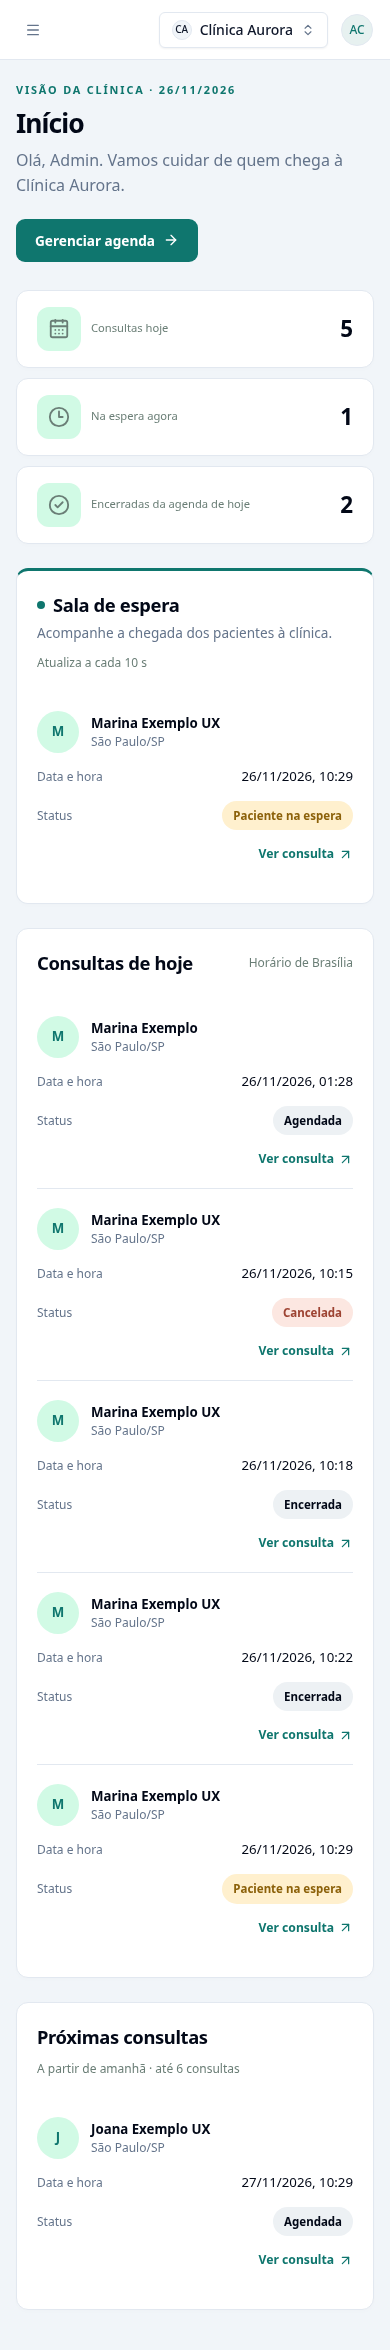 CA Clínica Aurora
AC
VISÃO DA CLÍNICA · 26/11/2026
Início
Olá, Admin. Vamos cuidar de quem chega à
Clínica Aurora.
Gerenciar agenda
Consultas hoje 5
Na espera agora 1
Encerradas da agenda de hoje 2
Sala de espera
Acompanhe a chegada dos pacientes à clínica.
Atualiza a cada 10 s
M
Marina Exemplo UX
São Paulo/SP
Data e hora 26/11/2026, 10:29
Status Paciente na espera
Ver consulta
Consultas de hoje Horário de Brasília
M
Marina Exemplo
São Paulo/SP
Data e hora 26/11/2026, 01:28
Status Agendada
Ver consulta
M
Marina Exemplo UX
São Paulo/SP
Data e hora 26/11/2026, 10:15
Status Cancelada
Ver consulta
M
Marina Exemplo UX
São Paulo/SP
Data e hora 26/11/2026, 10:18
Status Encerrada
Ver consulta
M
Marina Exemplo UX
São Paulo/SP
Data e hora 26/11/2026, 10:22
Status Encerrada
Ver consulta
M
Marina Exemplo UX
São Paulo/SP
Data e hora 26/11/2026, 10:29
Status Paciente na espera
Ver consulta
Próximas consultas
A partir de amanhã · até 6 consultas
J
Joana Exemplo UX
São Paulo/SP
Data e hora 27/11/2026, 10:29
Status Agendada
Ver consulta